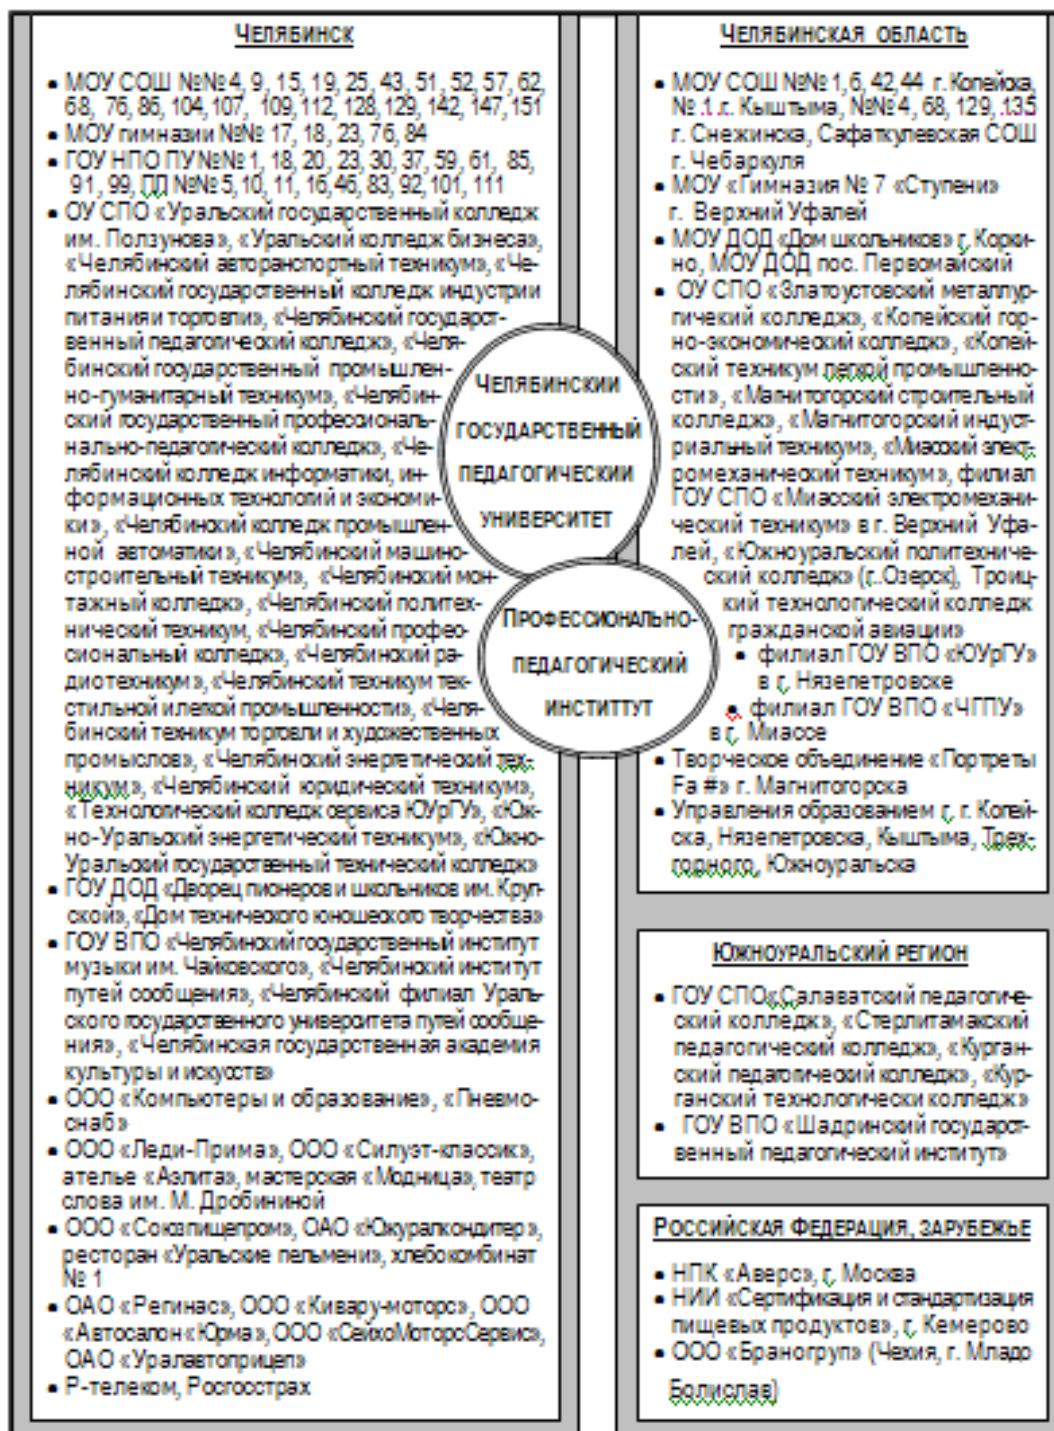 ЧЕЛЯБИНСК
• МОУ СОШ №№ 4, 9, 15, 19, 25, 43, 51, 52, 57, 62,
68, 76, 86, 104, 107, 109, 112, 128, 129, 142, 147, 151
• МОУ гимназии №№ 17, 18, 23, 76, 84
• ГОУ НПО ПУ №№ 1, 18, 20, 23, 30, 37, 59, 61, 85,
91, 99, ПЛ №№ 5, 10, 11, 16, 46, 83, 92, 101, 111
• ОУ СПО «Уральский государственный колледж
им. Ползунова», «Уральский колледж бизнеса»,
«Челябинский авторанспортный техникум», «Че-
лябинский государственный колледж индустрии
питания и торговли», «Челябинский государст-
венный педагогический колледж», «Челя-
бинский государственный промышлен-
но-гуманитарный техникум», «Челябин-
ский государственный профессиональ-
нально-педагогический колледж», «Че-
лябинский колледж информатики, ин-
формационных технологий и экономи-
ки», «Челябинский колледж промышлен-
ной автоматики», «Челябинский машино-
строительный техникум», «Челябинский мон-
тажный колледж», «Челябинский политех-
нический техникум, «Челябинский профес-
сиональный колледж», «Челябинский ра-
диотехникум», «Челябинский техникум тек-
стильной и легкой промышленности», «Челя-
бинский техникум торговли и художественных
промыслов», «Челябинский энергетический тех-
никум», «Челябинский юридический техникум»,
«Технологический колледж сервиса ЮУрГУ», «Юж-
но-Уральский энергетический техникум», «Южно-
Уральский государственный технический колледж»
• ГОУ ДОД «Дворец пионеров и школьников им. Круп-
ской», «Дом технического юношеского творчества»
• ГОУ ВПО «Челябинский государственный институт
музыки им. Чайковского», «Челябинский институт
путей сообщения», «Челябинский филиал Ураль-
ского государственного университета путей сообще-
ния», «Челябинская государственная академия
культуры и искусств»
• ООО «Компьютеры и образование», «Пневмо-
снаб»
• ООО «Леди-Прима», ООО «Силуэт-классик»,
ателье «Аэлита», мастерская «Модница», театр
слова им. М. Дробининой
• ООО «Союзпищепром», ОАО «Южуралкондитер»,
ресторан «Уральские пельмени», хлебокомбинат
№ 1
• ОАО «Регинас», ООО «Кивару-моторс», ООО
«Автосалон «Юрма», ООО «СейхоМоторсСервис»,
ОАО «Уралавтоприцеп»
• Р-телеком, Росгосстрах
ЧЕЛЯБИНСКИЙ
ГОСУДАРСТВЕННЫЙ
ПЕДАГОГИЧЕСКИЙ
УНИВЕРСИТЕТ
ПРОФЕССИОНАЛЬНО-
ПЕДАГОГИЧЕСКИЙ
ИНСТИТТУТ
ЧЕЛЯБИНСКАЯ ОБЛАСТЬ
• МОУ СОШ №№ 1,6, 42,44 г. Копейска,
№ 1 г. Кыштыма, №№ 4, 68, 129, 135
г. Снежинска, Сафаткулевская СОШ
г. Чебаркуля
• МОУ «Гимназия № 7 «Ступени»
г. Верхний Уфалей
• МОУ ДОД «Дом школьников» г. Корки-
но, МОУ ДОД пос. Первомайский
• ОУ СПО «Златоустовский металлур-
гичекий колледж», «Копейский гор-
но-экономический колледж», «Копей-
ский техникум легкой промышленно-
сти», «Магнитогорский строительный
колледж», «Магнитогорский индуст-
риальный техникум», «Миасский элект-
ромеханический техникум», филиал
ГОУ СПО «Миасский электромехани-
ческий техникум» в г. Верхний Уфа-
лей, «Южноуральский политехниче-
ский колледж» (г. Озерск), Троиц-
кий технологический колледж
гражданской авиации»
• филиал ГОУ ВПО «ЮУрГУ»
в г. Нязепетровске
• филиал ГОУ ВПО «ЧГПУ»
в г. Миассе
• Творческое объединение «Портреты
Fa #» г. Магнитогорска
• Управления образованием г. г. Копей-
ска, Нязепетровска, Кыштыма, Трех-
горного, Южноуральска
ЮЖНОУРАЛЬСКИЙ РЕГИОН
• ГОУ СПО«Салаватский педагогиче-
ский колледж», «Стерлитамакский
педагогический колледж», «Курган-
ский педагогический колледж», «Кур-
ганский технологически колледж»
• ГОУ ВПО «Шадринский государст-
венный педагогический институт»
РОССИЙСКАЯ ФЕДЕРАЦИЯ, ЗАРУБЕЖЬЕ
• НПК «Аверс», г. Москва
• НИИ «Сертификация и стандартизация
пищевых продуктов», г. Кемерово
• ООО «Браногруп» (Чехия, г. Младо
Болислав)